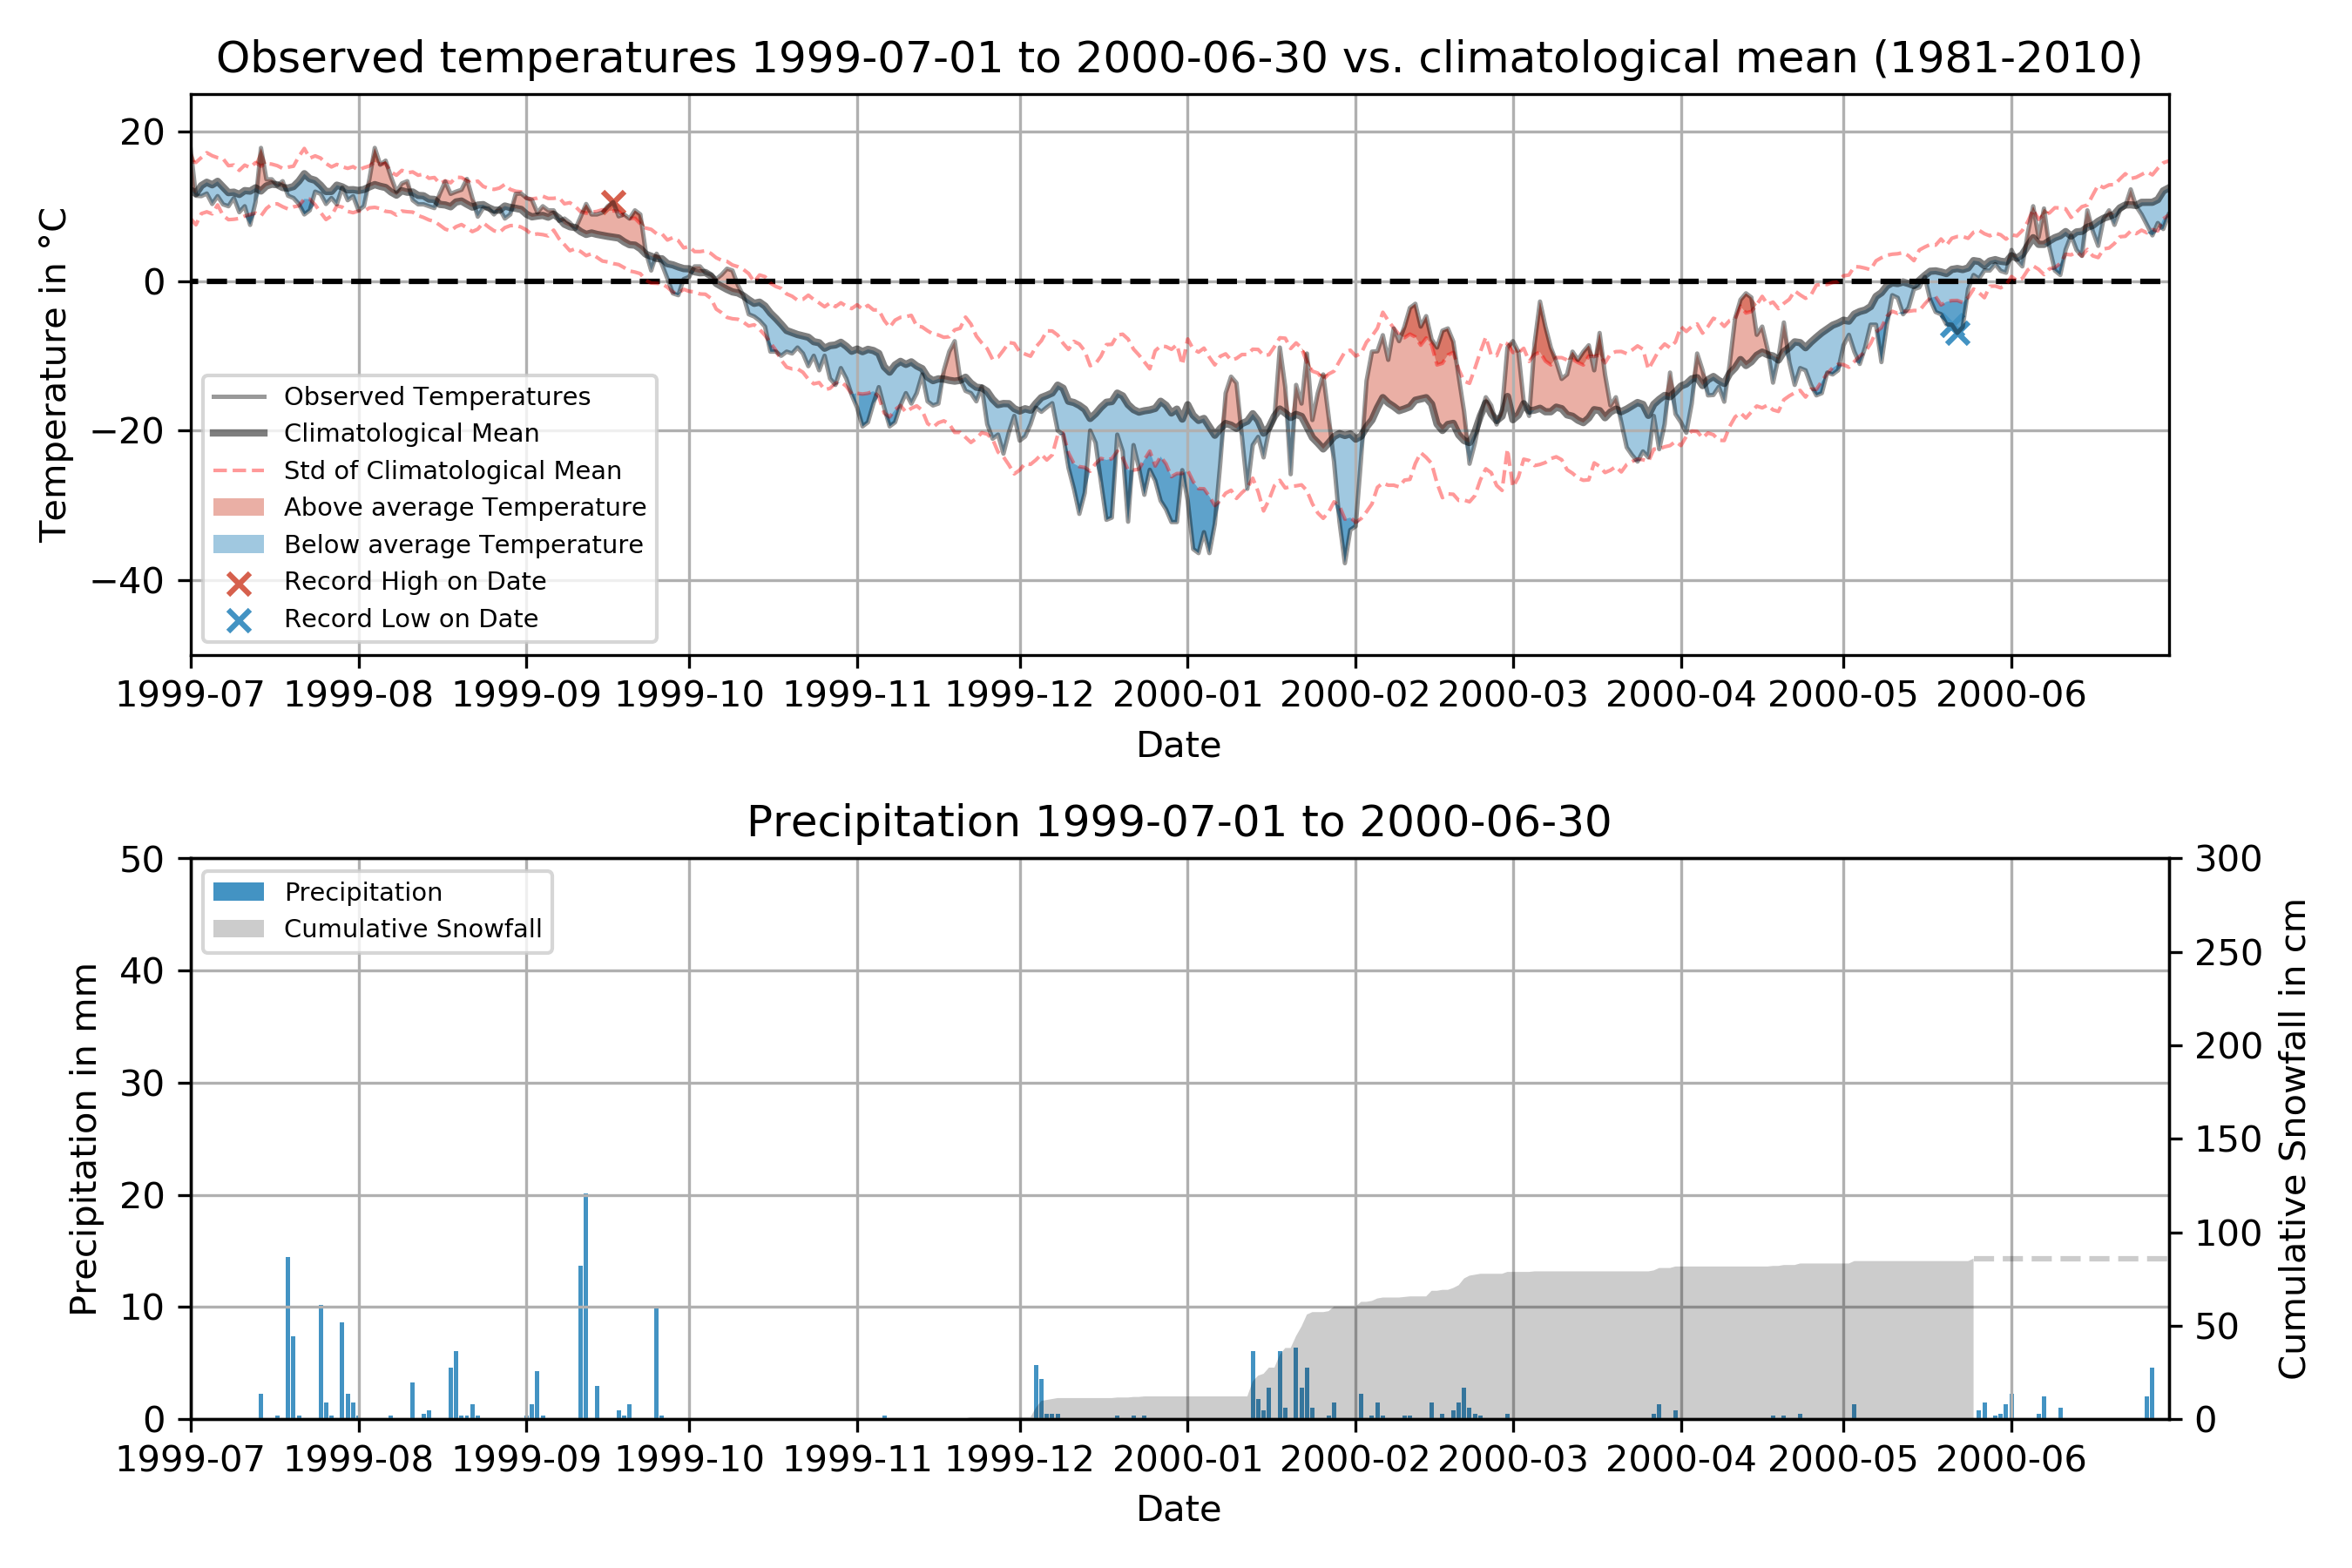 Observed temperatures 1999-07-01 to 2000-06-30 vs. climatological mean (1981-2010)
Temperature in °C
20
0
−20
−40
Observed Temperatures
Climatological Mean
Std of Climatological Mean
Above average Temperature
Below average Temperature
Record High on Date
Record Low on Date
1999-07 1999-08 1999-09 1999-10 1999-11 1999-12 2000-01 2000-02 2000-03 2000-04 2000-05 2000-06
Date
Precipitation 1999-07-01 to 2000-06-30
Precipitation in mm
50
40
30
20
10
0
Precipitation
Cumulative Snowfall
300
250
200
150
100
50
0
Cumulative Snowfall in cm
1999-07 1999-08 1999-09 1999-10 1999-11 1999-12 2000-01 2000-02 2000-03 2000-04 2000-05 2000-06
Date